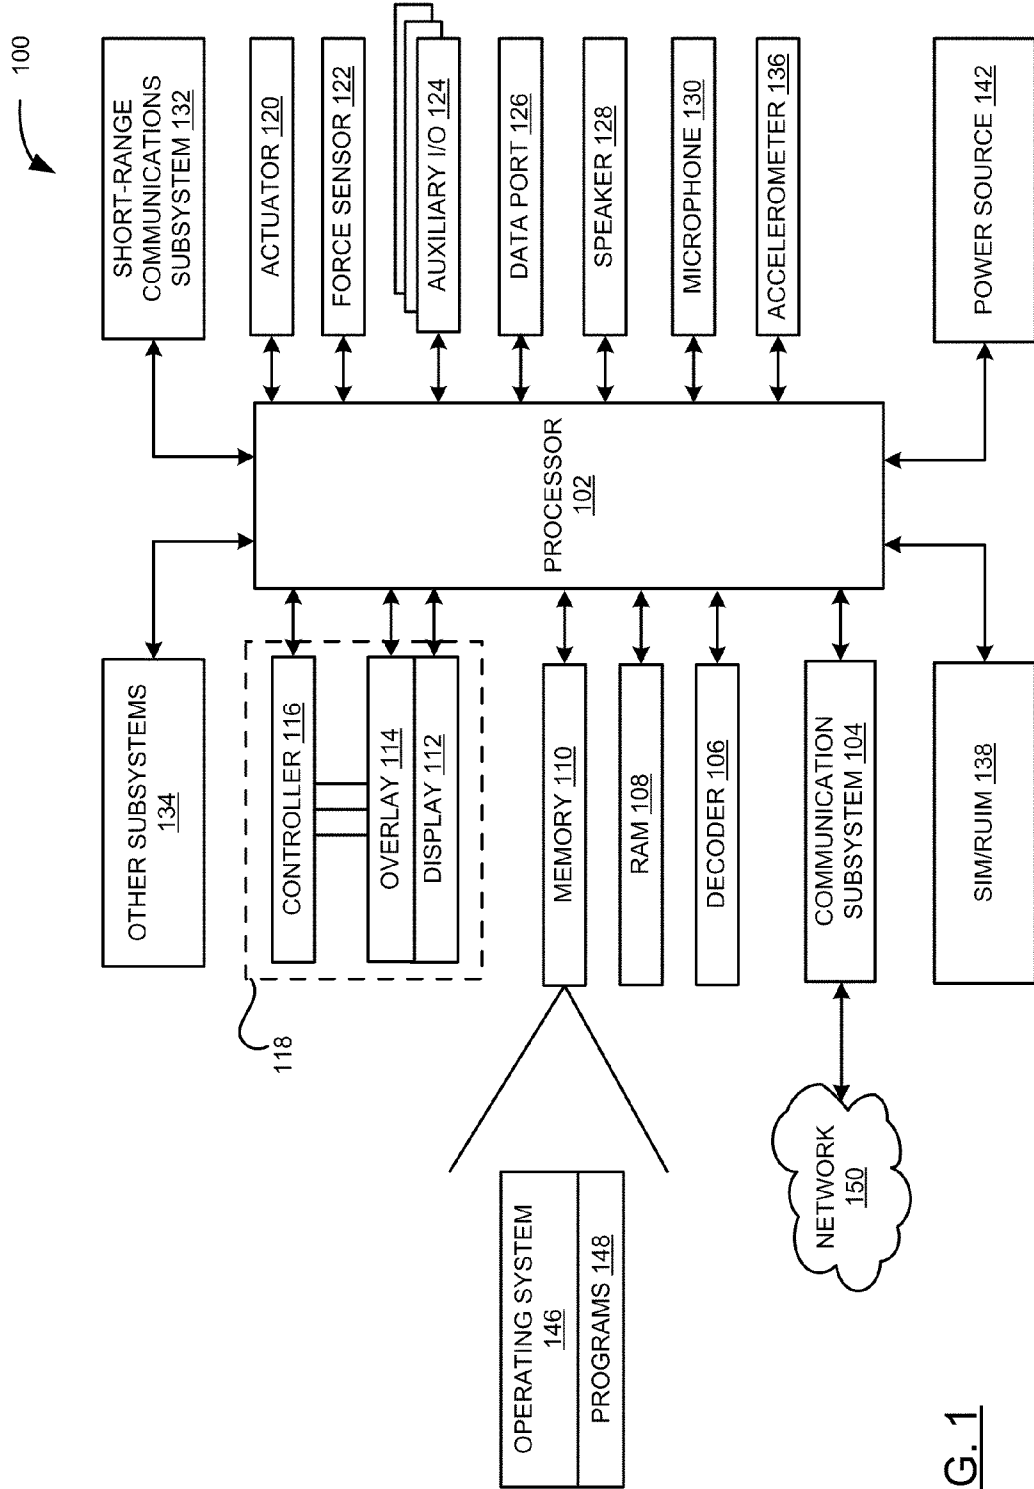 100
SHORT-RANGE
COMMUNICATIONS
SUBSYSTEM 132
ACTUATOR 120
FORCE SENSOR 122
AUXILIARY I/O 124
DATA PORT 126
SPEAKER 128
MICROPHONE 130
ACCELEROMETER 136
POWER SOURCE 142
PROCESSOR
102
OTHER SUBSYSTEMS
134
CONTROLLER 116
OVERLAY 114
DISPLAY 112
118
MEMORY 110
RAM 108
DECODER 106
COMMUNICATION
SUBSYSTEM 104
SIM/RUIM 138
OPERATING SYSTEM
146
PROGRAMS 148
NETWORK
150
G. 1